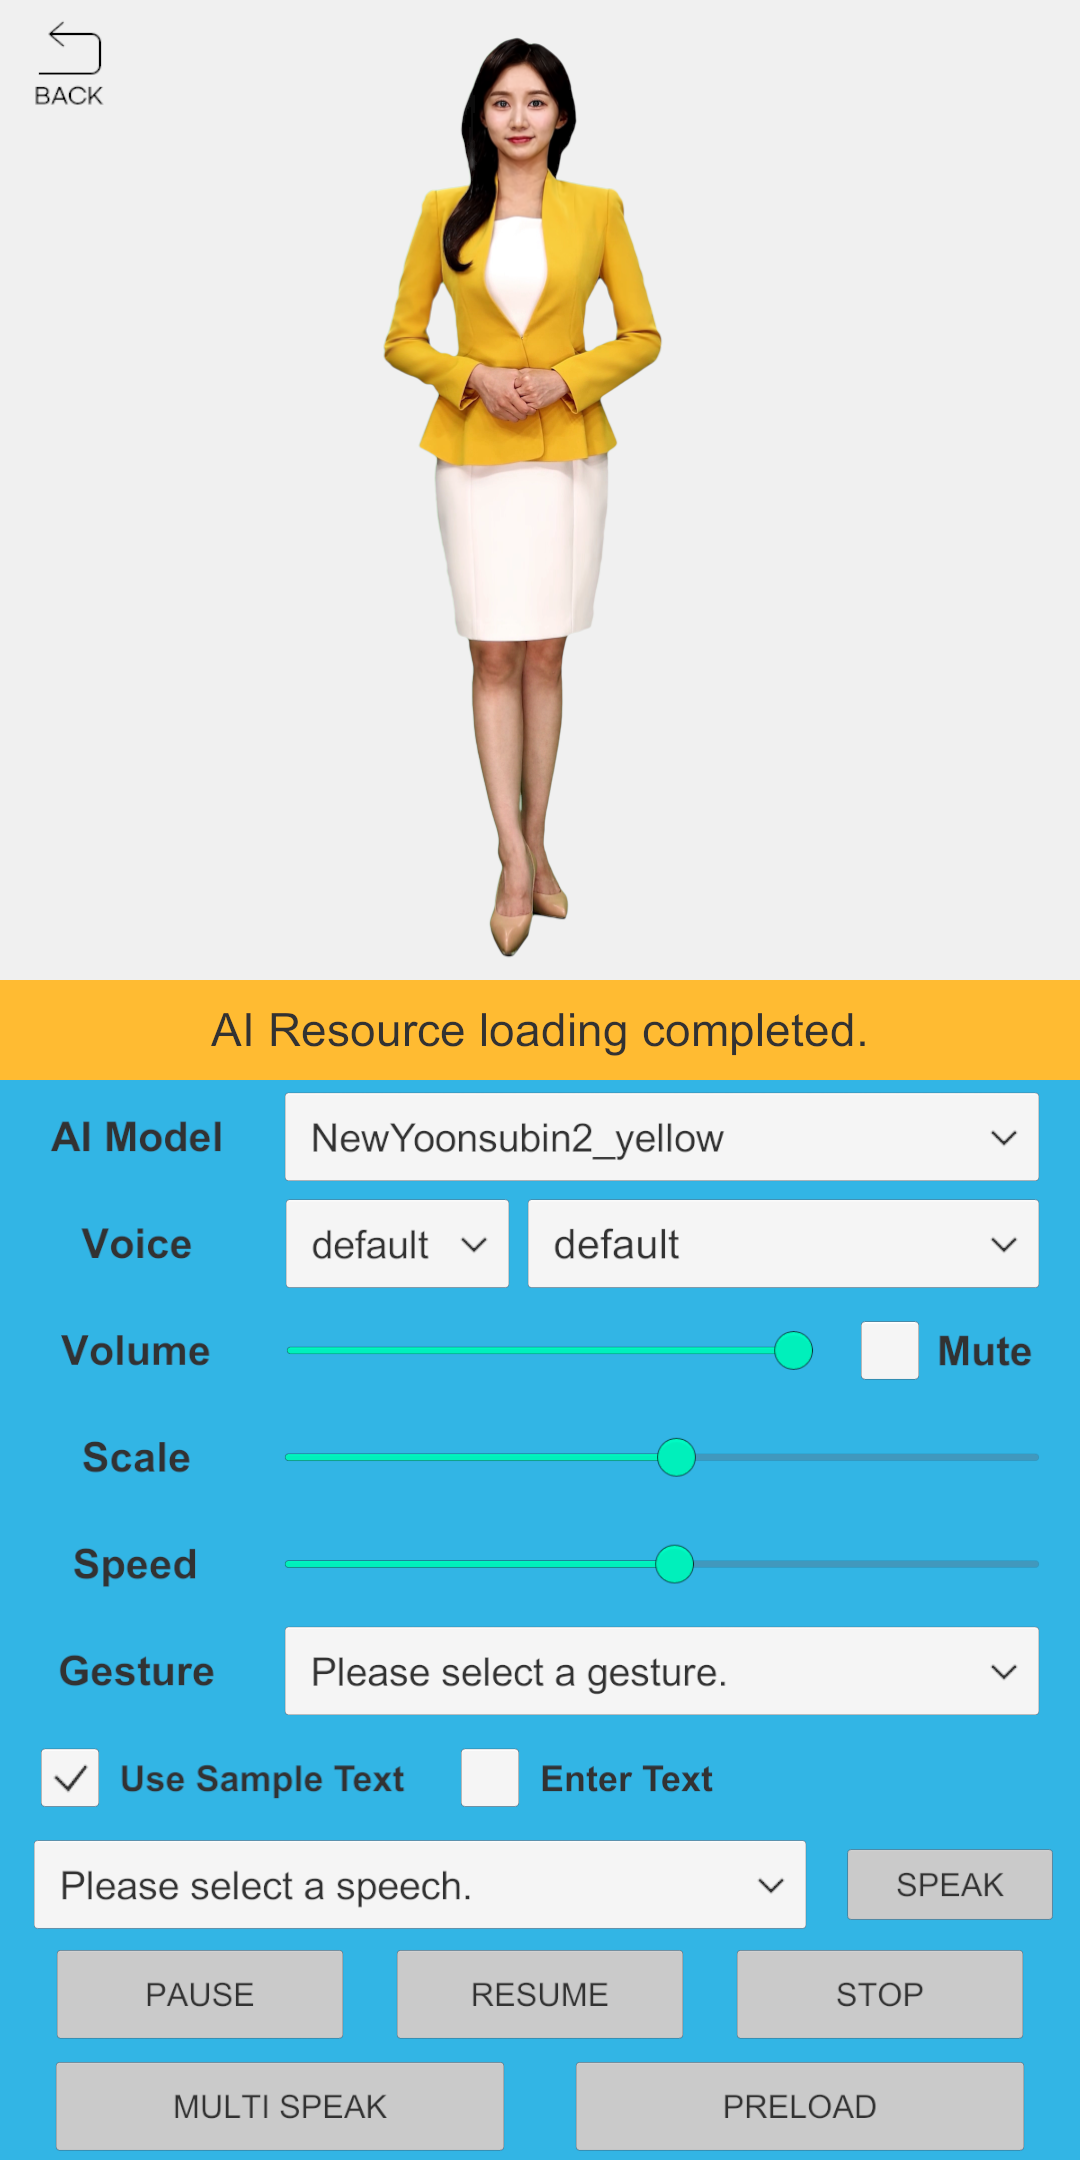 BACK
AI Resource loading completed.
AI Model
NewYoonsubin2_yellow
Voice
default
default
Volume
Mute
Scale
Speed
Gesture
Please select a gesture.
Use Sample Text
Enter Text
Please select a speech.
SPEAK
PAUSE
RESUME
STOP
MULTI SPEAK
PRELOAD